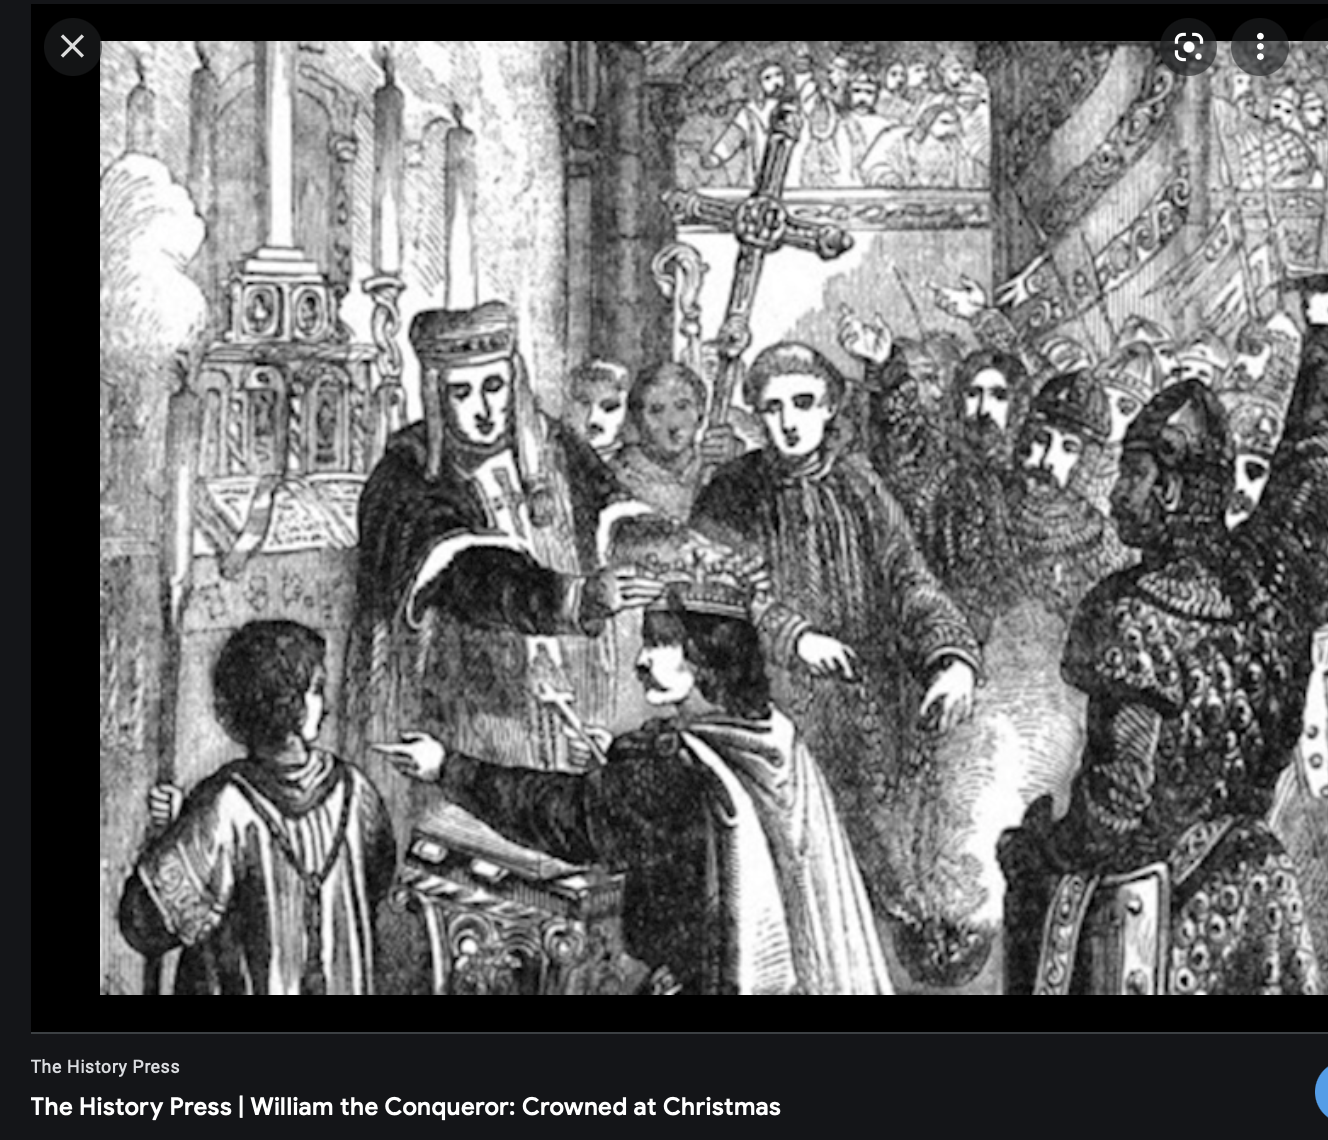 The History Press
The History Press | William the Conqueror: Crowned at Christmas